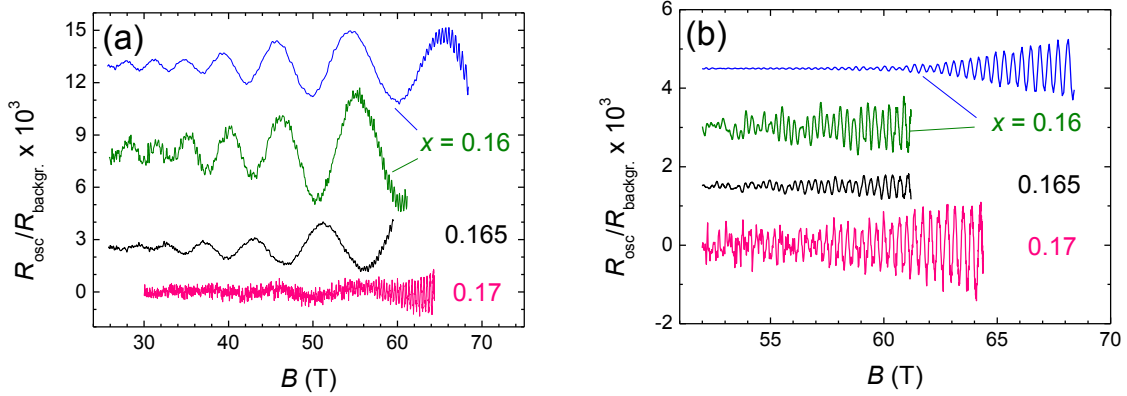 (a)
R_osc/R_backgr. x 10^3
15
12
9
6
3
0
x = 0.16
0.165
0.17
30 40 50 60 70
B (T)
(b)
R_osc/R_backgr. x 10^3
6
4
2
0
-2
x = 0.16
0.165
0.17
55 60 65 70
B (T)